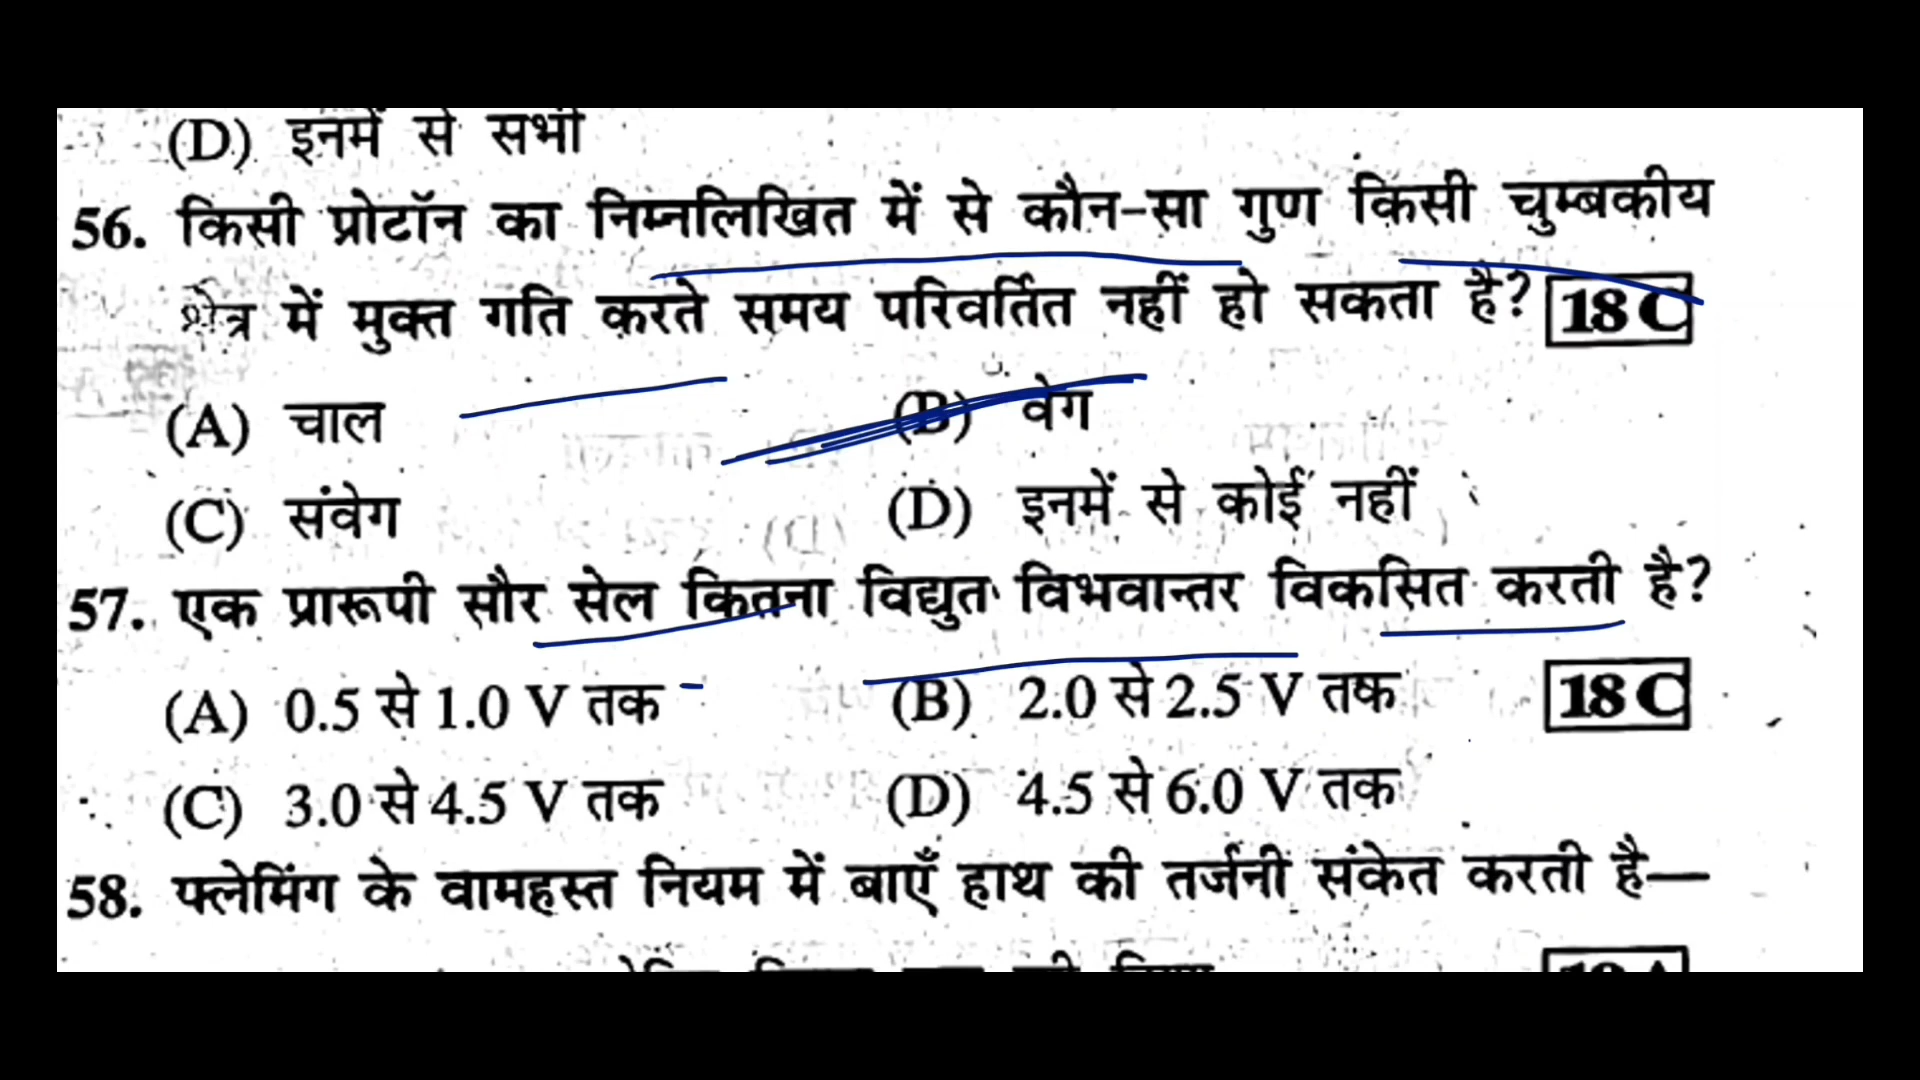 (D) इनमें से सभी
56. किसी प्रोटॉन का निम्नलिखित में से कौन-सा गुण किसी चुम्बकीय
क्षेत्र में मुक्त गति करते समय परिवर्तित नहीं हो सकता है? 18 C
(A) चाल (B) वेग
(C) संवेग (D) इनमें से कोई नहीं
57. एक प्रारूपी सौर सेल कितना विद्युत विभवान्तर विकसित करती है?
(A) 0.5 से 1.0 V तक (B) 2.0 से 2.5 V तक 18 C
(C) 3.0 से 4.5 V तक (D) 4.5 से 6.0 V तक
58. फ्लेमिंग के वामहस्त नियम में बाएँ हाथ की तर्जनी संकेत करती है—